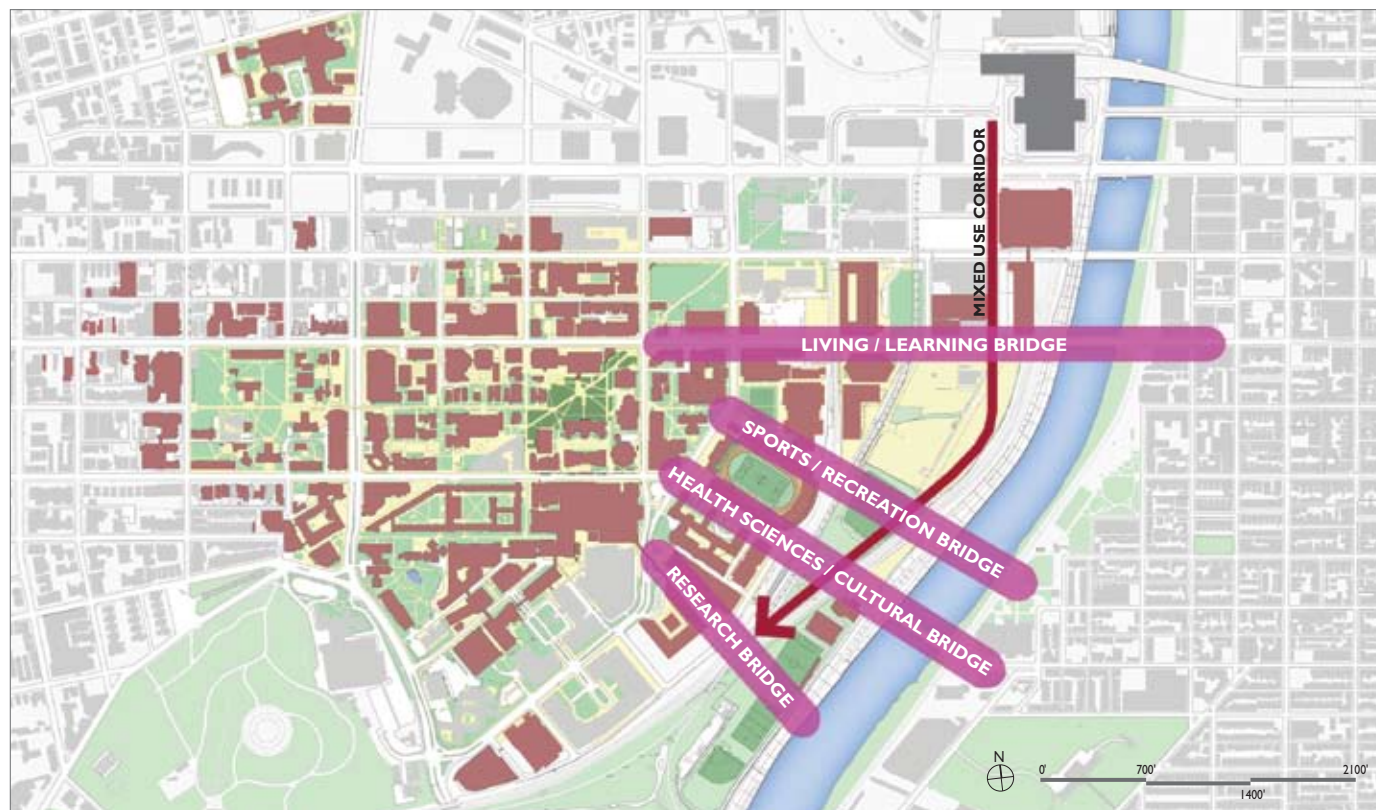 MIXED USE CORRIDOR
LIVING / LEARNING BRIDGE
SPORTS / RECREATION BRIDGE
HEALTH SCIENCES / CULTURAL BRIDGE
RESEARCH BRIDGE
N
0' 700' 2100'
1400'